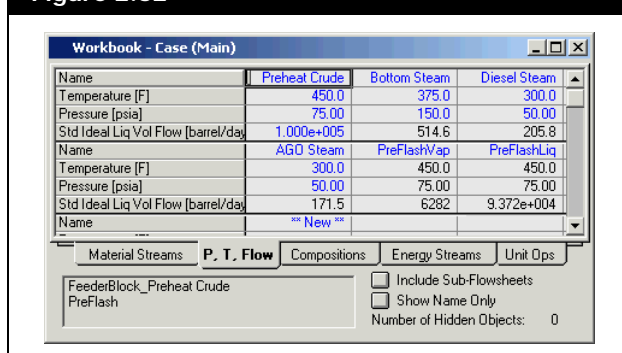 Workbook - Case (Main)
Name Preheat Crude Bottom Steam Diesel Steam
Temperature [F] 450.0 375.0 300.0
Pressure [psia] 75.00 150.0 50.00
Std Ideal Liq Vol Flow [barrel/day 1.000e+005 514.6 205.8
Name AGO Steam PreFlashVap PreFlashLiq
Temperature [F] 300.0 450.0 450.0
Pressure [psia] 50.00 75.00 75.00
Std Ideal Liq Vol Flow [barrel/day 171.5 6282 9.372e+004
Name ** New **
Material Streams P, T, Flow Compositions Energy Streams Unit Ops
FeederBlock_Preheat Crude
PreFlash
Include Sub-Flowsheets
Show Name Only
Number of Hidden Objects: 0